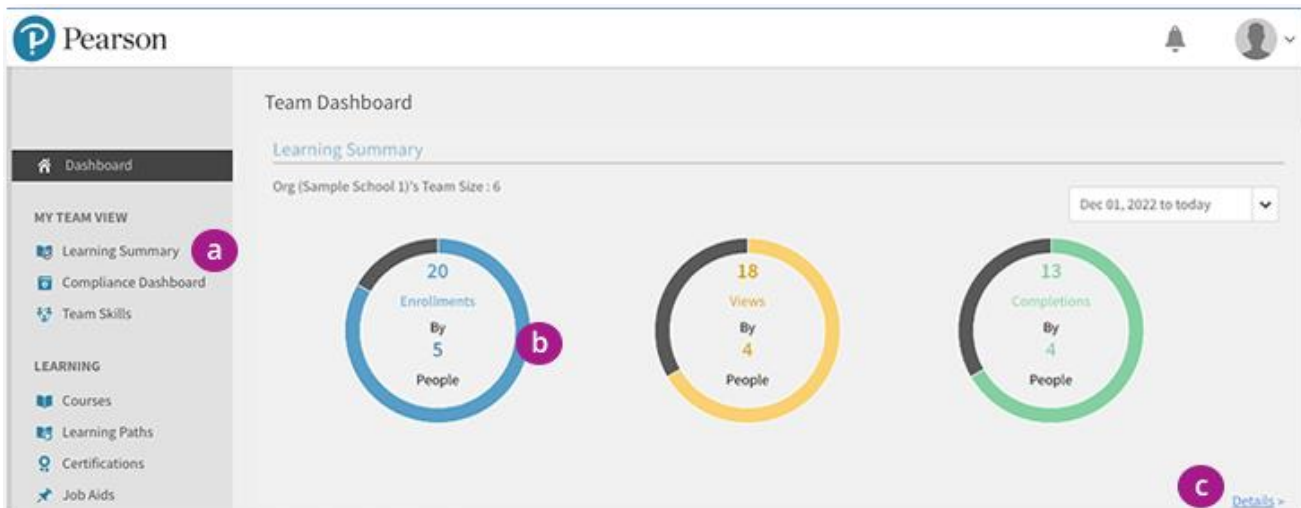 Pearson
Team Dashboard
Learning Summary
Org (Sample School 1)'s Team Size : 6
Dec 01, 2022 to today
Dashboard
MY TEAM VIEW
Learning Summary
a
Compliance Dashboard
Team Skills
LEARNING
Courses
Learning Paths
Certifications
Job Aids
20
Enrollments
By
5
People
b
18
Views
By
4
People
13
Completions
By
4
People
c
Details »